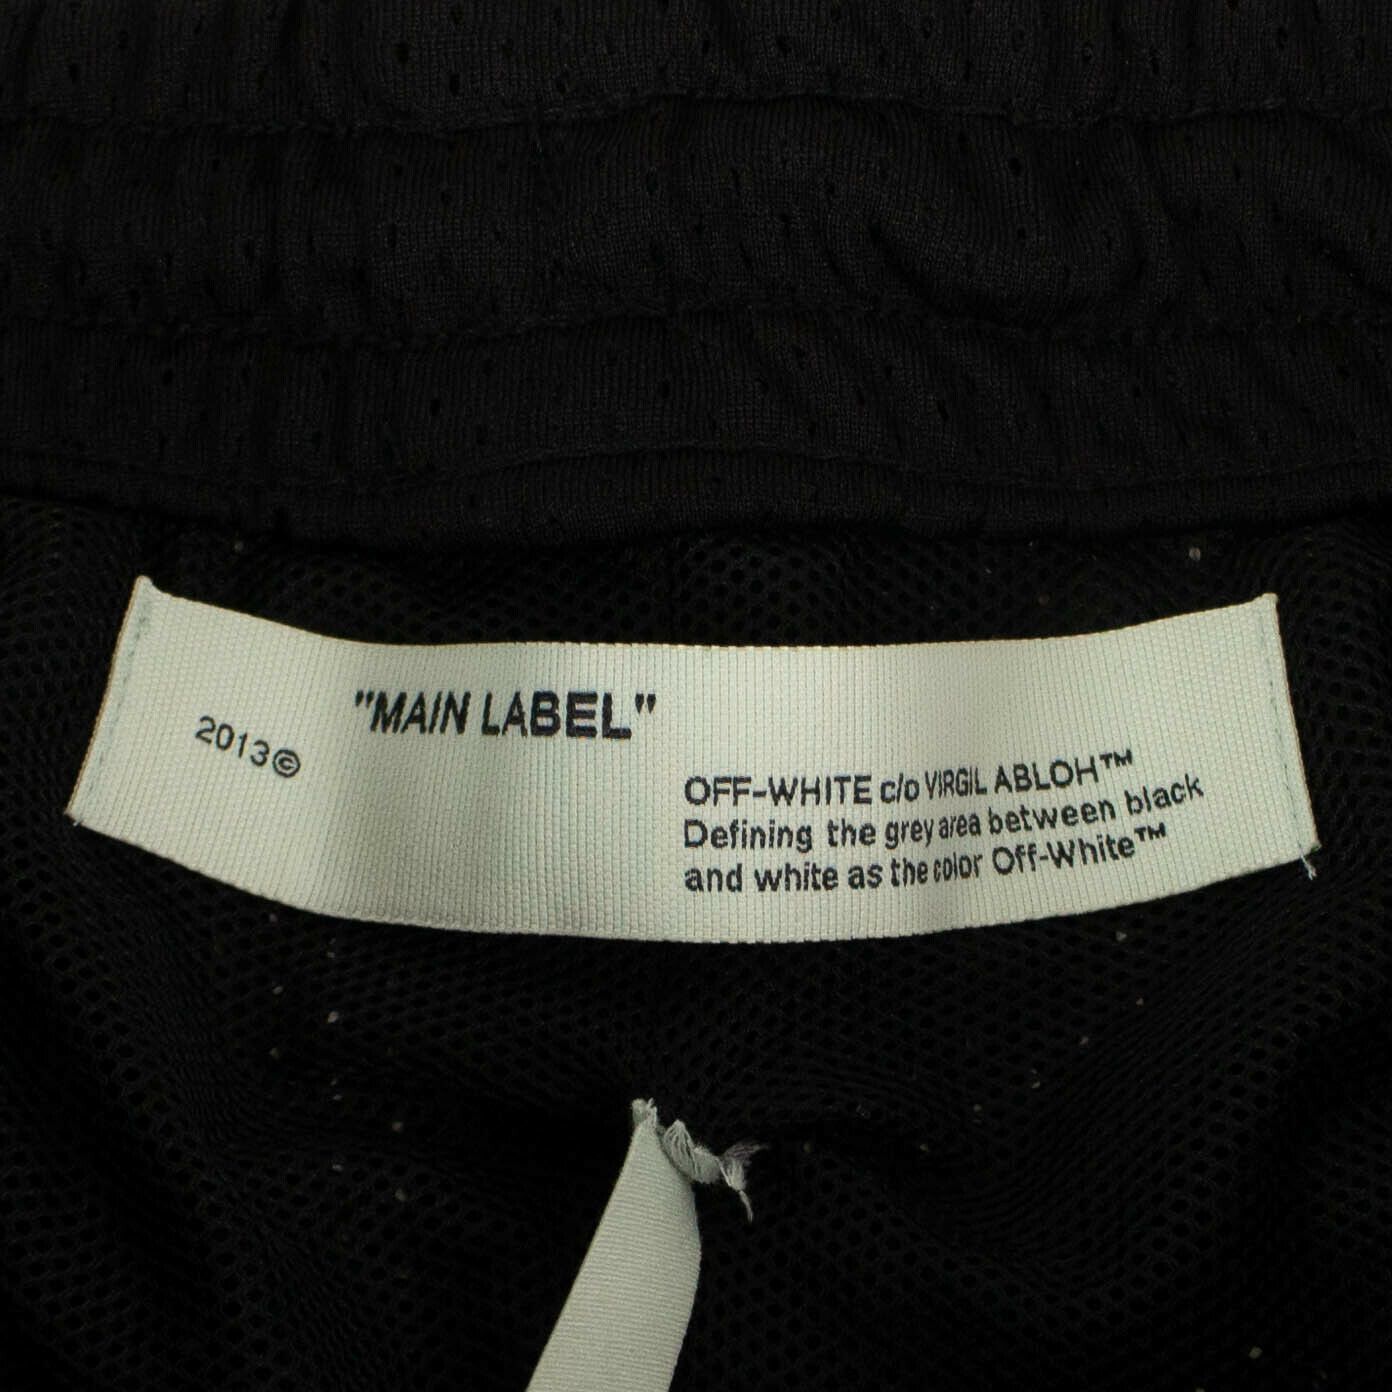 "MAIN LABEL"
2013©
OFF-WHITE c/o VIRGIL ABLOH™
Defining the grey area between black
and white as the color Off-White™